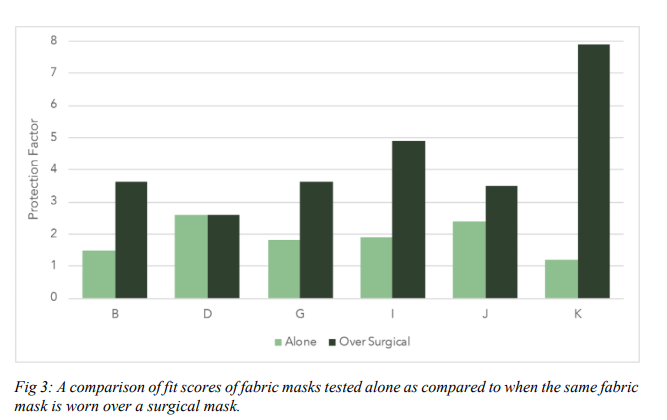 8
7
6
5
4
3
2
1
0
Protection Factor
B D G I J K
Alone Over Surgical
Fig 3: A comparison of fit scores of fabric masks tested alone as compared to when the same fabric
mask is worn over a surgical mask.